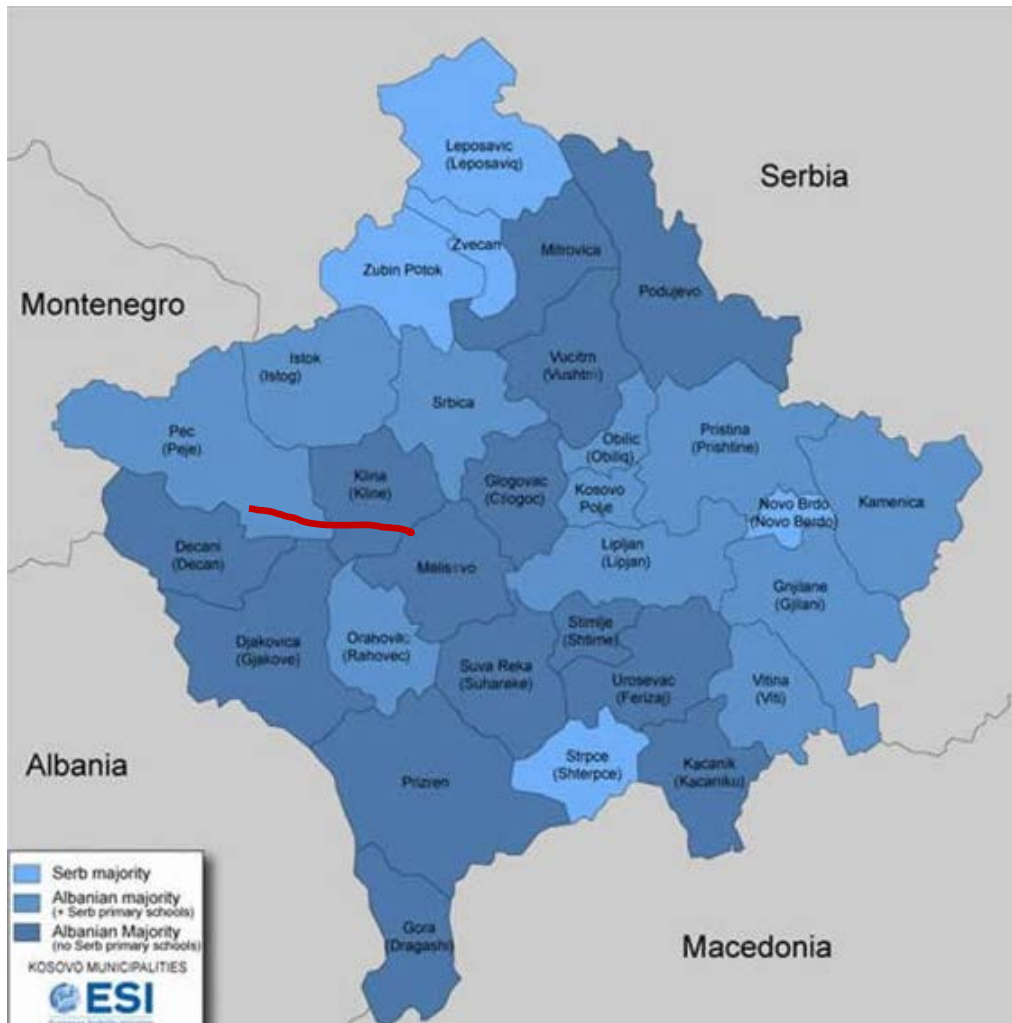 Leposavic
(Leposaviq)
Serbia
Zvecan
Mitrovica
Zubin Potok
Podujevo
Montenegro
Istok
(Istog)
Vucitrn
(Vushtrri)
Srbica
Pec
(Peje)
Obilic
(Obiliq)
Pristina
(Prishtine)
Klina
(Kline)
Glogovac
Kosovo
Polje
Novo Brdo
(Novo Berdo)
Kamenica
Decani
(Decan)
Lipljan
(Lipjan)
Gnjilane
(Gjilani)
Stimlje
(Shtime)
Djakovica
(Gjakove)
Orahovac
(Rahovec)
Suva Reka
(Suhareke)
Urosevac
(Ferizaj)
Vitina
(Viti)
Albania
Strpce
(Shterpce)
Kacanik
(Kacaniku)
Prizren
Gora
(Dragashi)
Macedonia
Serb majority
Albanian majority
(+ Serb primary schools)
Albanian Majority
(no Serb primary schools)
KOSOVO MUNICIPALITIES
ESI